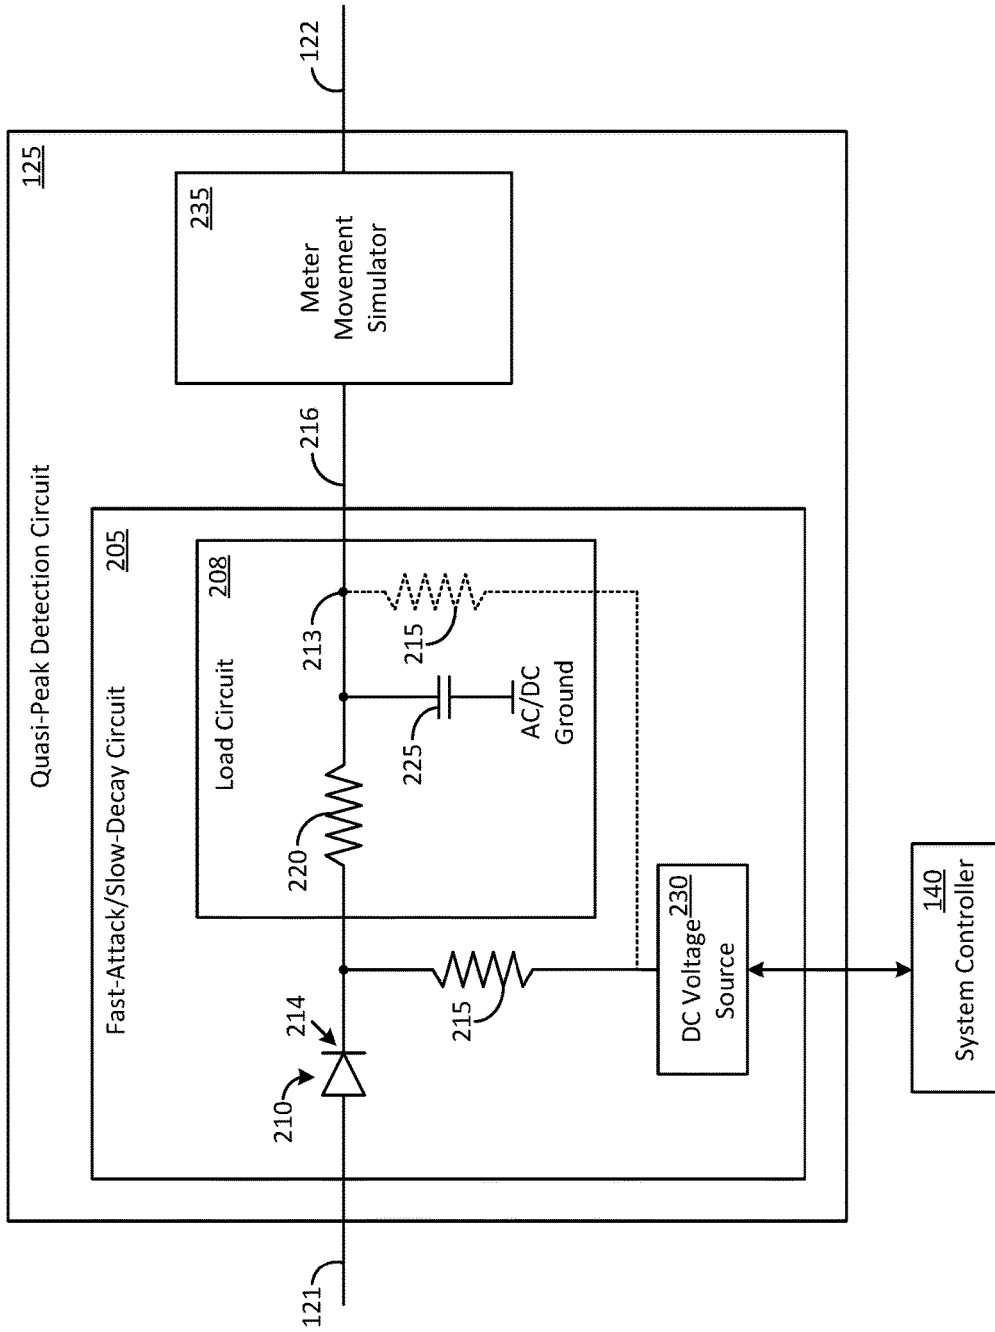 Quasi-Peak Detection Circuit
125
Fast-Attack/Slow-Decay Circuit
205
Load Circuit
208
121
210
214
220
213
216
235
Meter
Movement
Simulator
122
215
225
215
AC/DC
Ground
230
DC Voltage
Source
140
System Controller